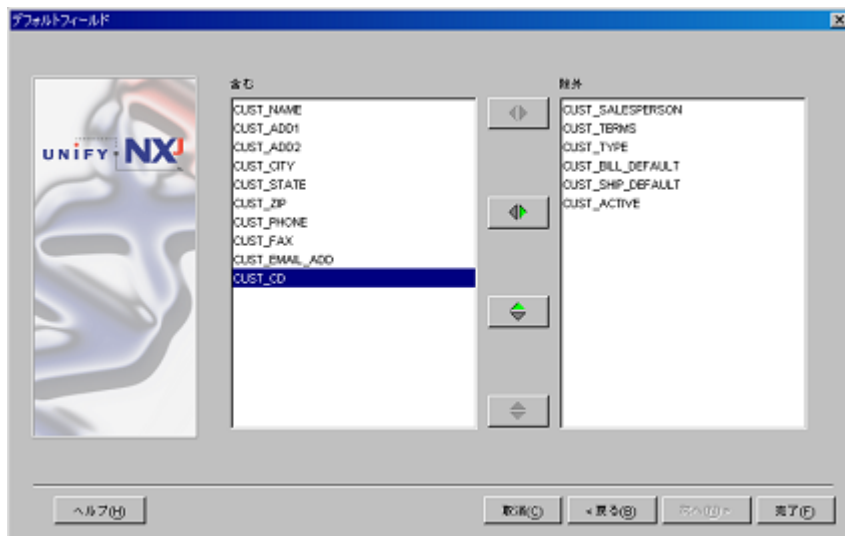 デフォルトフィールド
UNIFY NXJ
含む
CUST_NAME
CUST_ADD1
CUST_ADD2
CUST_CITY
CUST_STATE
CUST_ZIP
CUST_PHONE
CUST_FAX
CUST_EMAIL_ADD
CUST_CD
除外
CUST_SALESPERSON
CUST_TERMS
CUST_TYPE
CUST_BILL_DEFAULT
CUST_SHIP_DEFAULT
CUST_ACTIVE
ヘルプ(H)
取消(C)
<戻る(B)
次へ(N)>
完了(F)